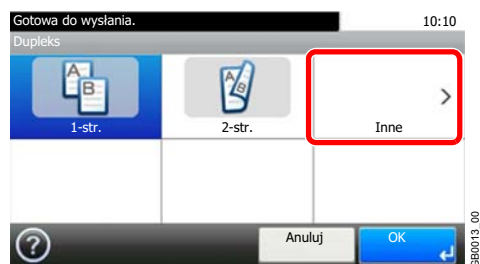 Gotowa do wysłania. 10:10
Dupleks
A
B
A
B
1-str. 2-str. Inne
? Anuluj OK
GB0013_00